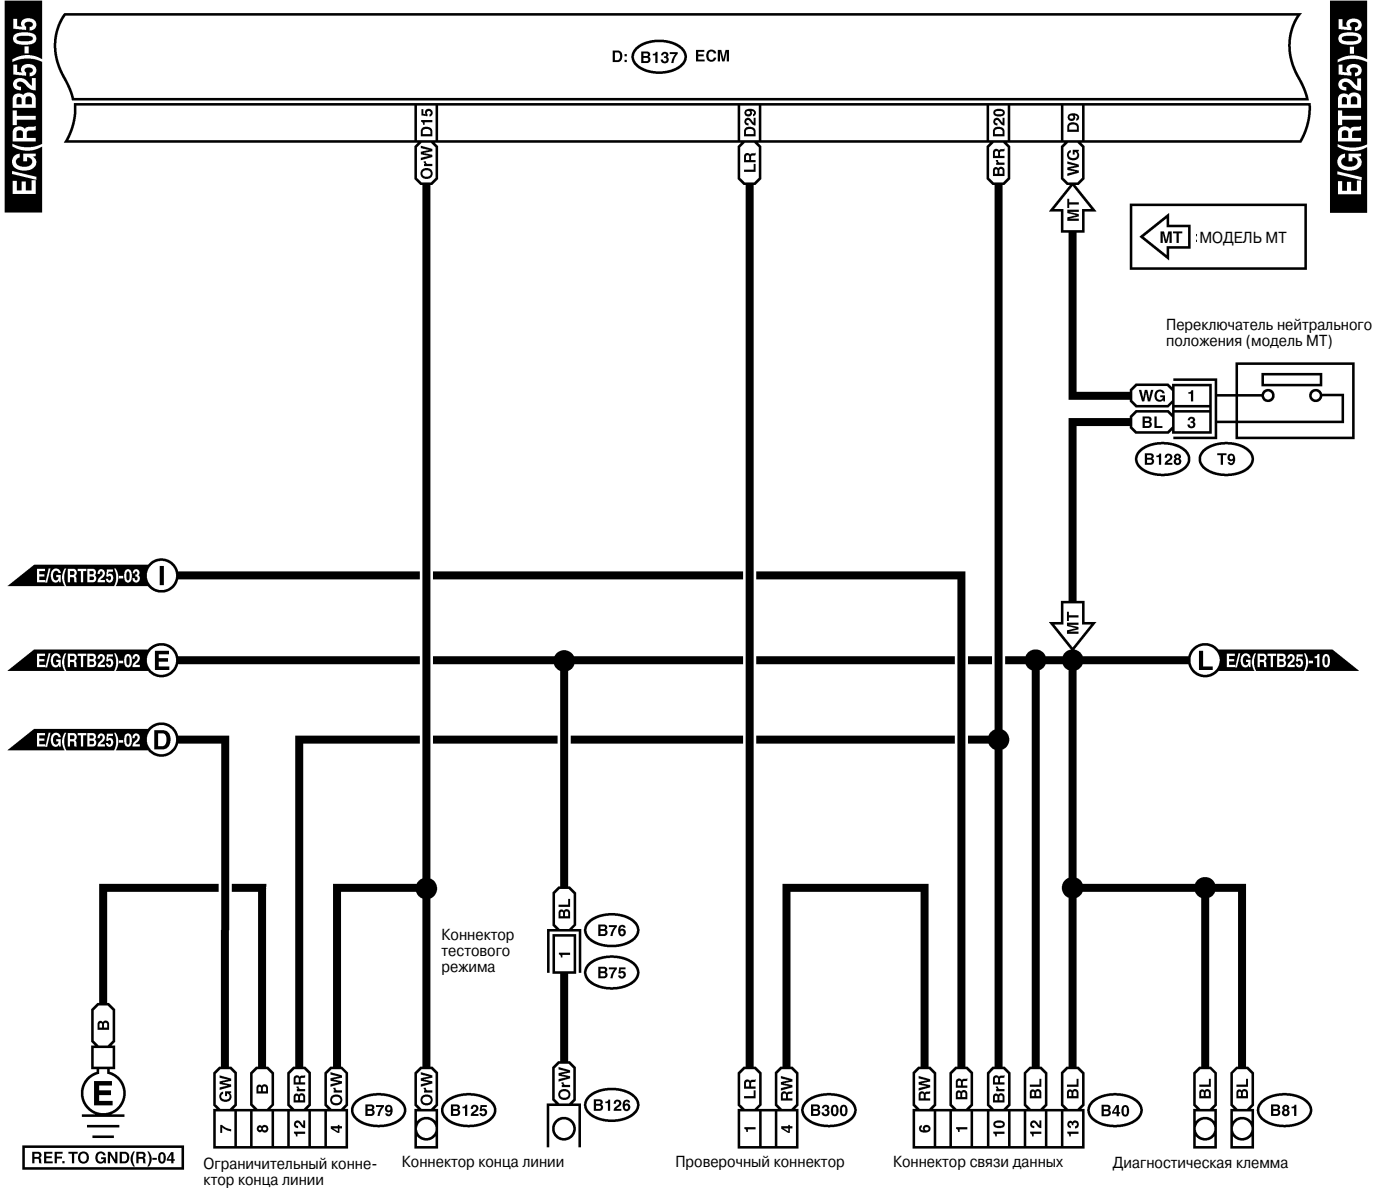 E/G(RTB25)-05
E/G(RTB25)-05
D: B137 ECM
D15
D29
D20
D9
OrW
LR
BrR
WG
MT
MT :МОДЕЛЬ МТ
Переключатель нейтрального
положения (модель МТ)
WG 1
BL 3
B128 T9
E/G(RTB25)-03 I
MT
E/G(RTB25)-02 E
L E/G(RTB25)-10
E/G(RTB25)-02 D
BL
1
B76
B75
Коннектор
тестового
режима
B
E
REF. TO GND(R)-04
GW B BrR OrW
7 8 12 4
B79
OrW
B125
OrW
B126
LR RW
1 4
B300
RW BR BrR BL BL
6 1 10 12 13
B40
BL BL
B81
Ограничительный конне-
ктор конца линии
Коннектор конца линии
Проверочный коннектор
Коннектор связи данных
Диагностическая клемма